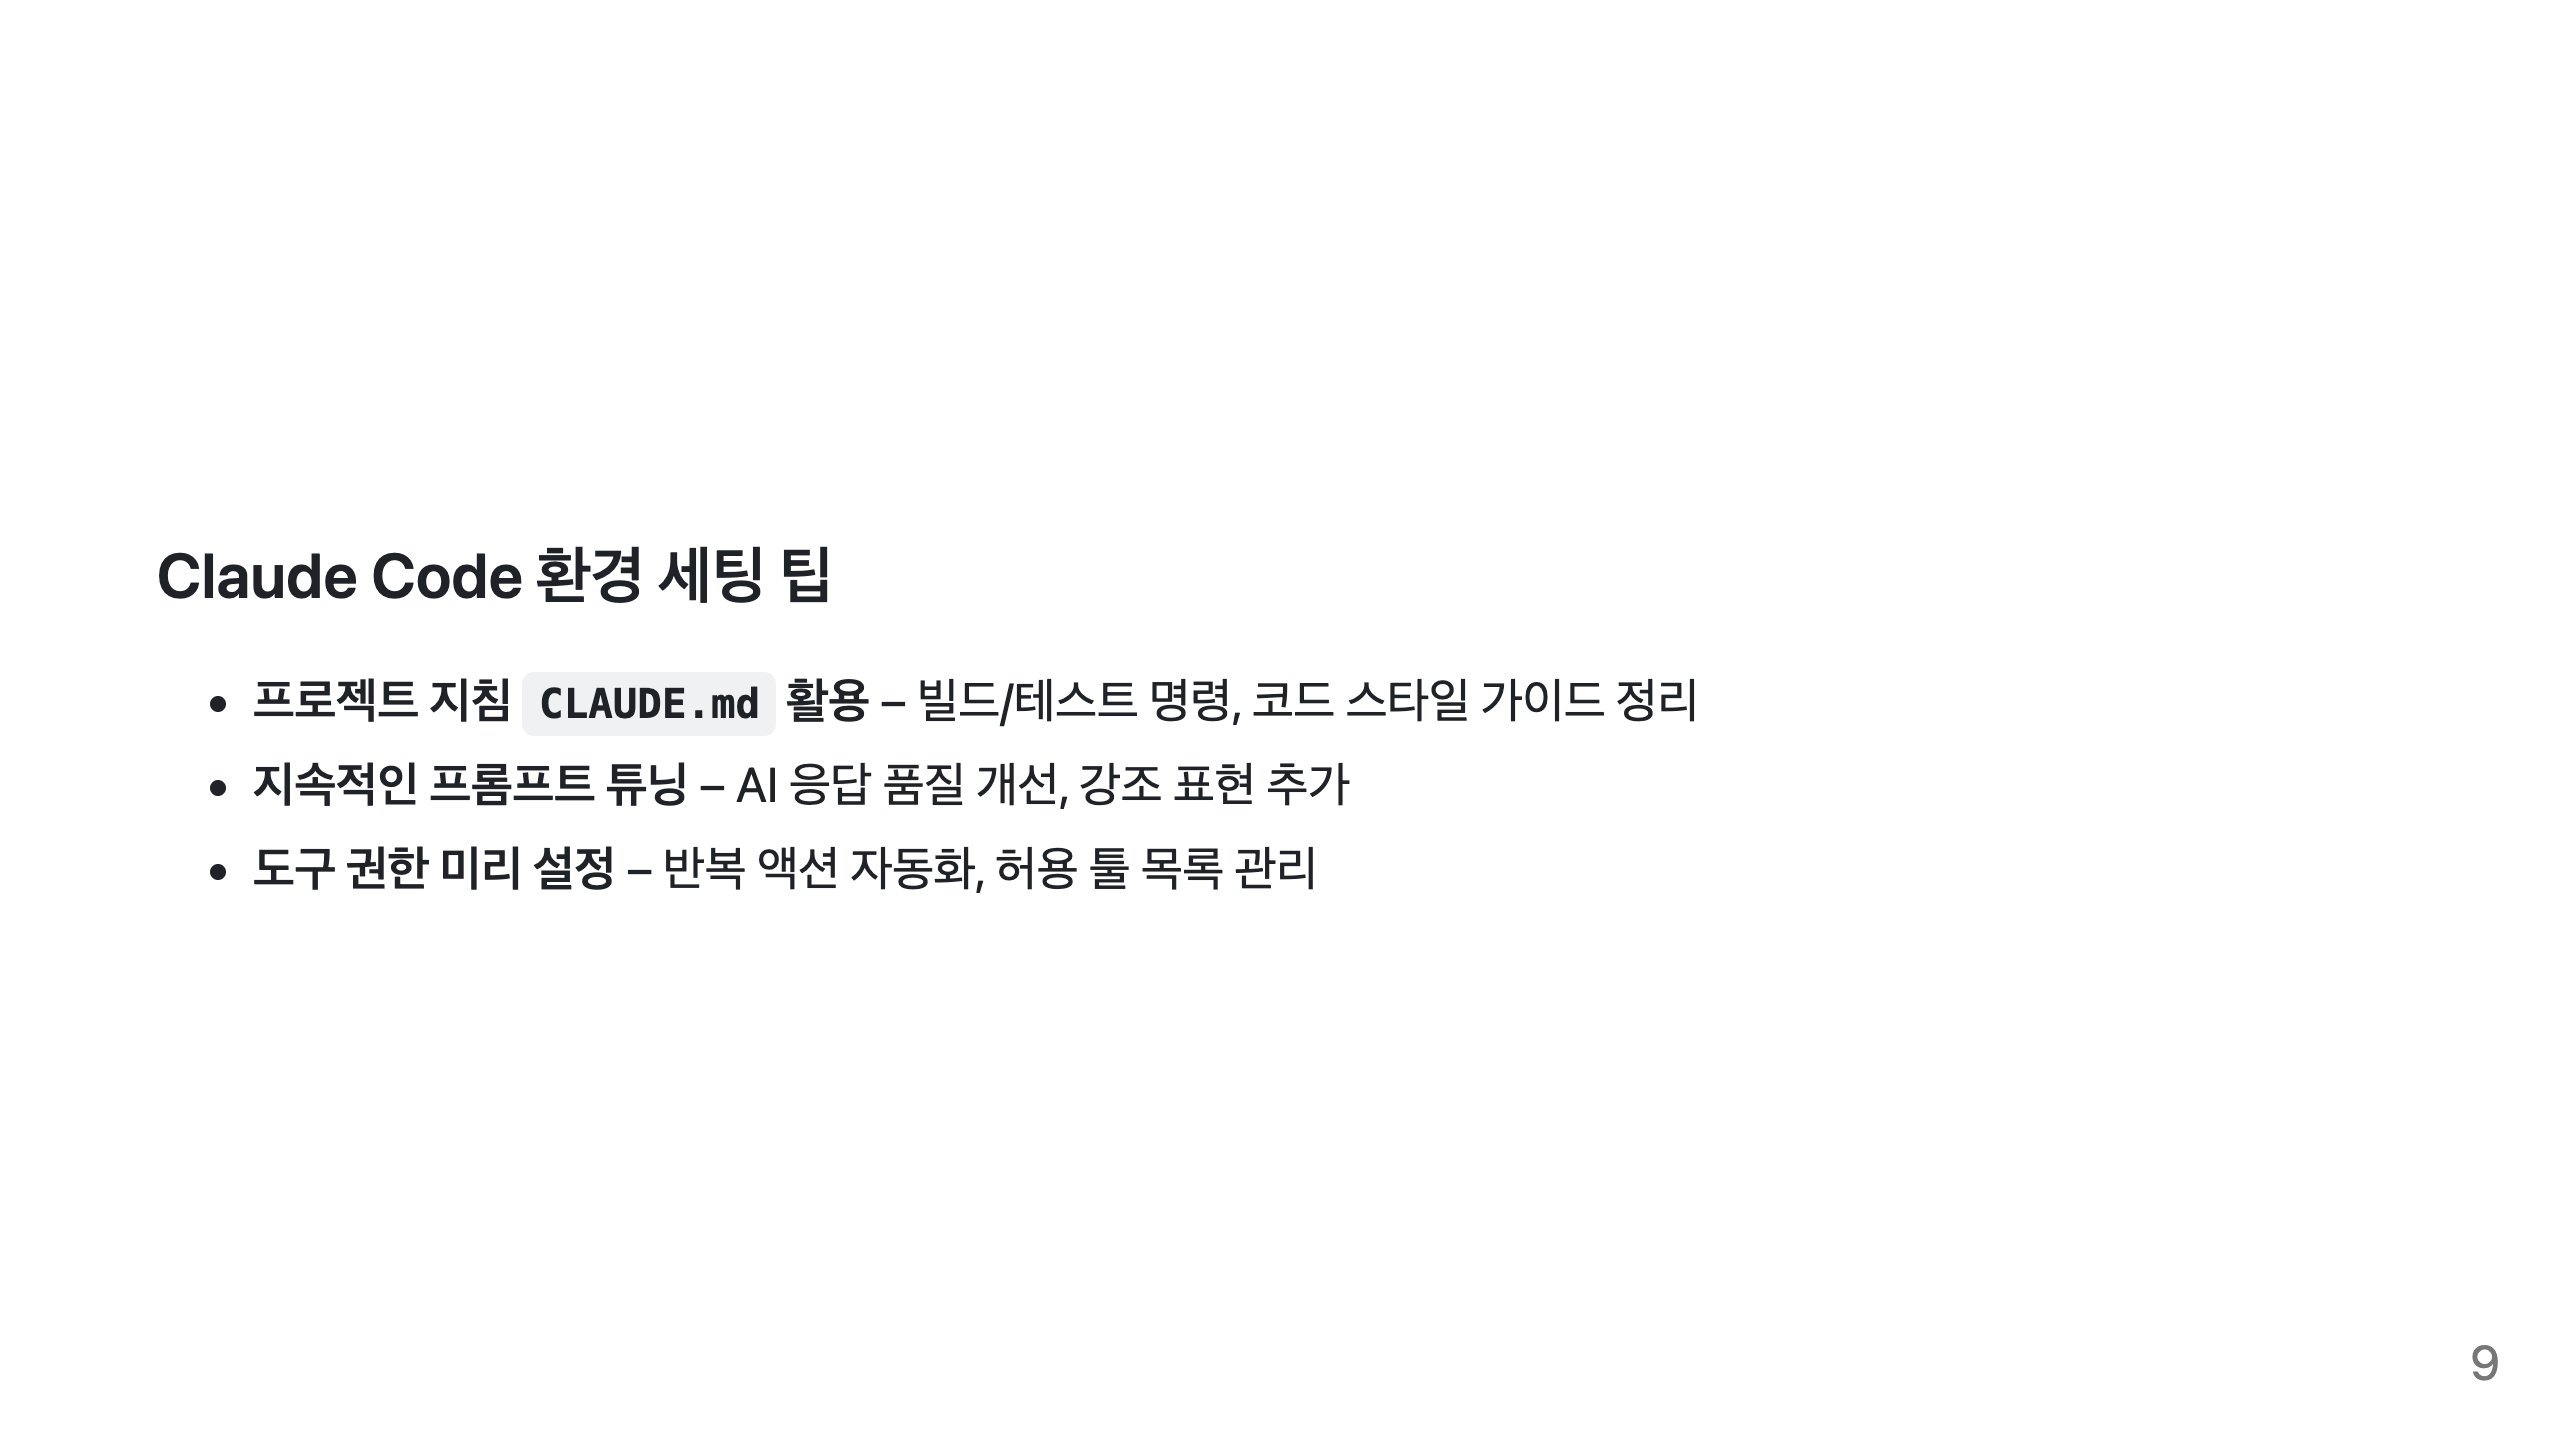 Claude Code 환경 세팅 팁
• 프로젝트 지침 CLAUDE.md 활용 – 빌드/테스트 명령, 코드 스타일 가이드 정리
• 지속적인 프롬프트 튜닝 – AI 응답 품질 개선, 강조 표현 추가
• 도구 권한 미리 설정 – 반복 액션 자동화, 허용 툴 목록 관리
9